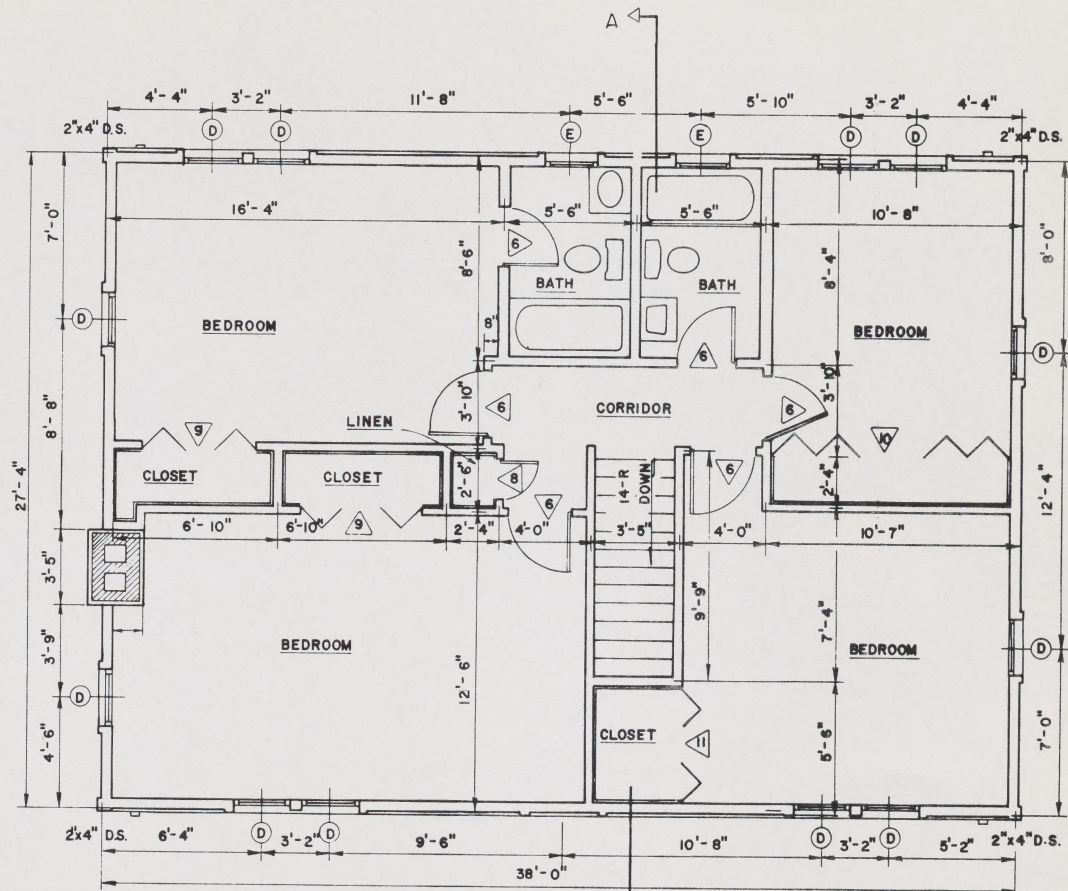 A
4'-4" 3'-2" 11'-8" 5'-6" 5'-10" 3'-2" 4'-4"
2"x4" D.S. D D E E D D 2"x4" D.S.
16'-4" 5'-6" 5'-6" 10'-8"
7'-0"
8'-6"
6
8'-4"
8'-0"
BATH BATH
D BEDROOM 8" BEDROOM D
6
3'-10" 6 CORRIDOR 6 3'-10"
LINEN
8'-8"
9 10
CLOSET CLOSET 2'-6" 8 6 14-R DOWN 6 2'-4"
27'-4"
12'-4"
6'-10" 6'-10" 9 2'-4" 4'-0" 3'-5" 4'-0" 10'-7"
3'-5"
BEDROOM 9'-9" 7'-4" BEDROOM D
3'-9"
12'-6"
D
CLOSET 11
4'-6"
5'-6"
7'-0"
2'x4" D.S. 6'-4" D 3'-2" D 9'-6" 10'-8" D 3'-2" D 5'-2" 2"x4" D.S.
38'-0"